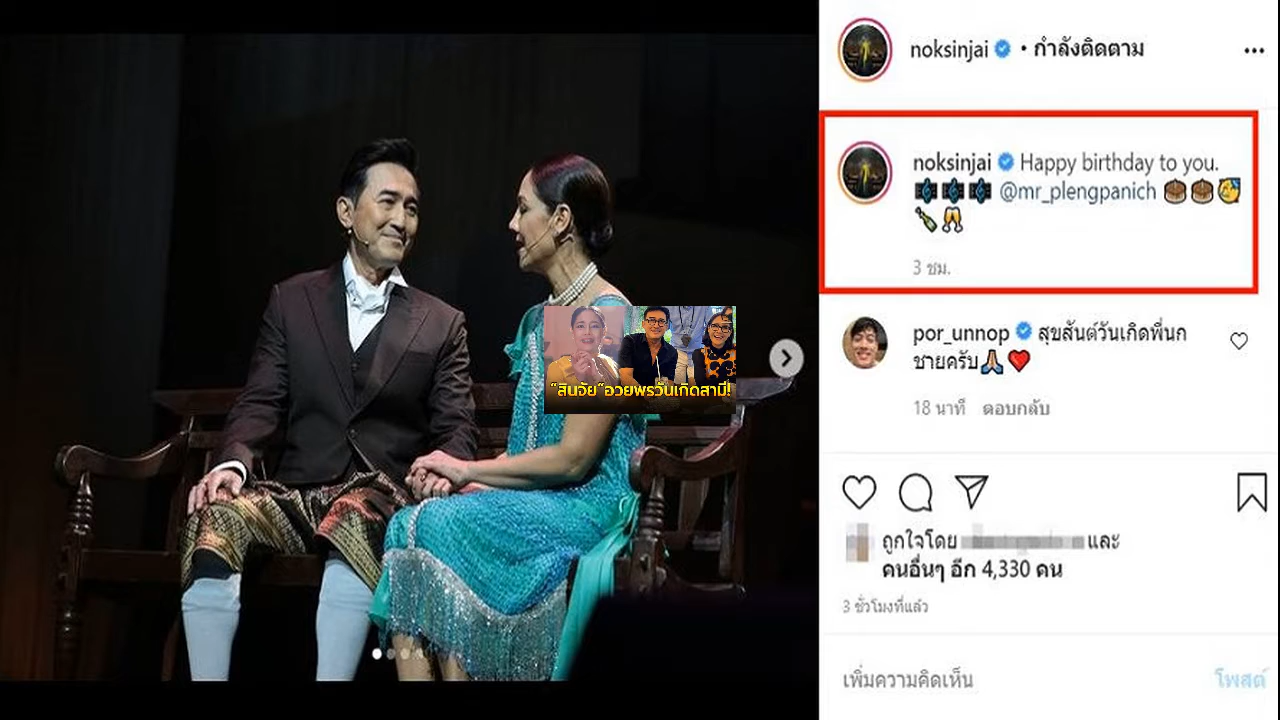 noksinjai • กำลังติดตาม
noksinjai Happy birthday to you.
@mr_plengpanich
3 ชม.
por_unnop สุขสันต์วันเกิดพี่นก
ชายครับ
18 นาที ตอบกลับ
"สินจัย"อวยพรวันเกิดสามี!
ถูกใจโดย และ
คนอื่นๆ อีก 4,330 คน
3 ชั่วโมงที่แล้ว
เพิ่มความคิดเห็น โพสต์